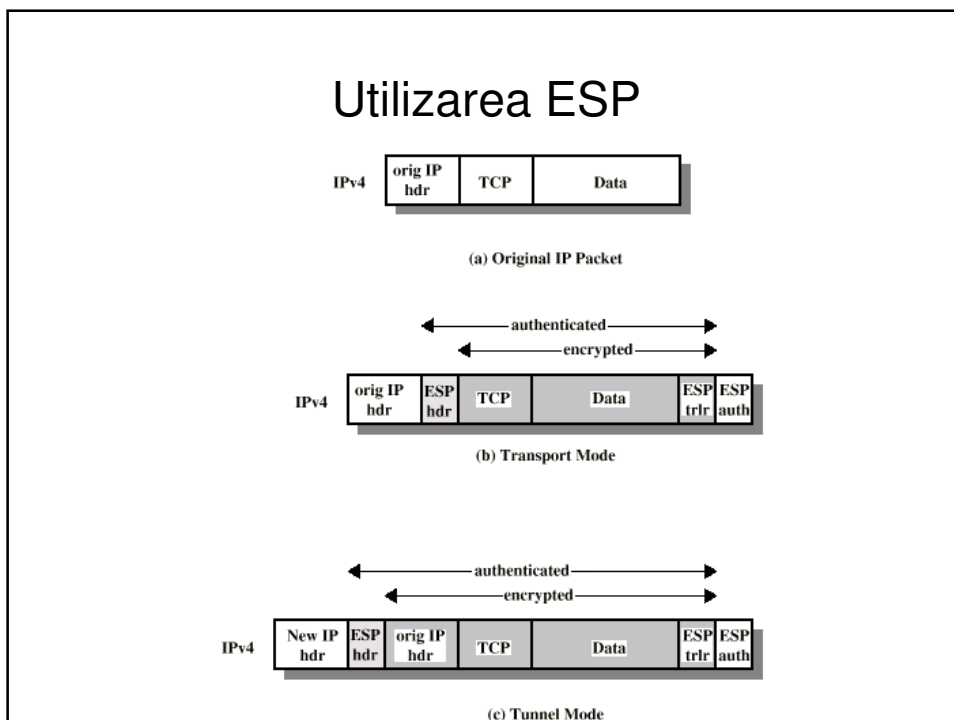 Utilizarea ESP
IPv4
orig IP
hdr
TCP
Data
(a) Original IP Packet
authenticated
encrypted
IPv4
orig IP
hdr
ESP
hdr
TCP
Data
ESP
trlr
ESP
auth
(b) Transport Mode
authenticated
encrypted
IPv4
New IP
hdr
ESP
hdr
orig IP
hdr
TCP
Data
ESP
trlr
ESP
auth
(c) Tunnel Mode